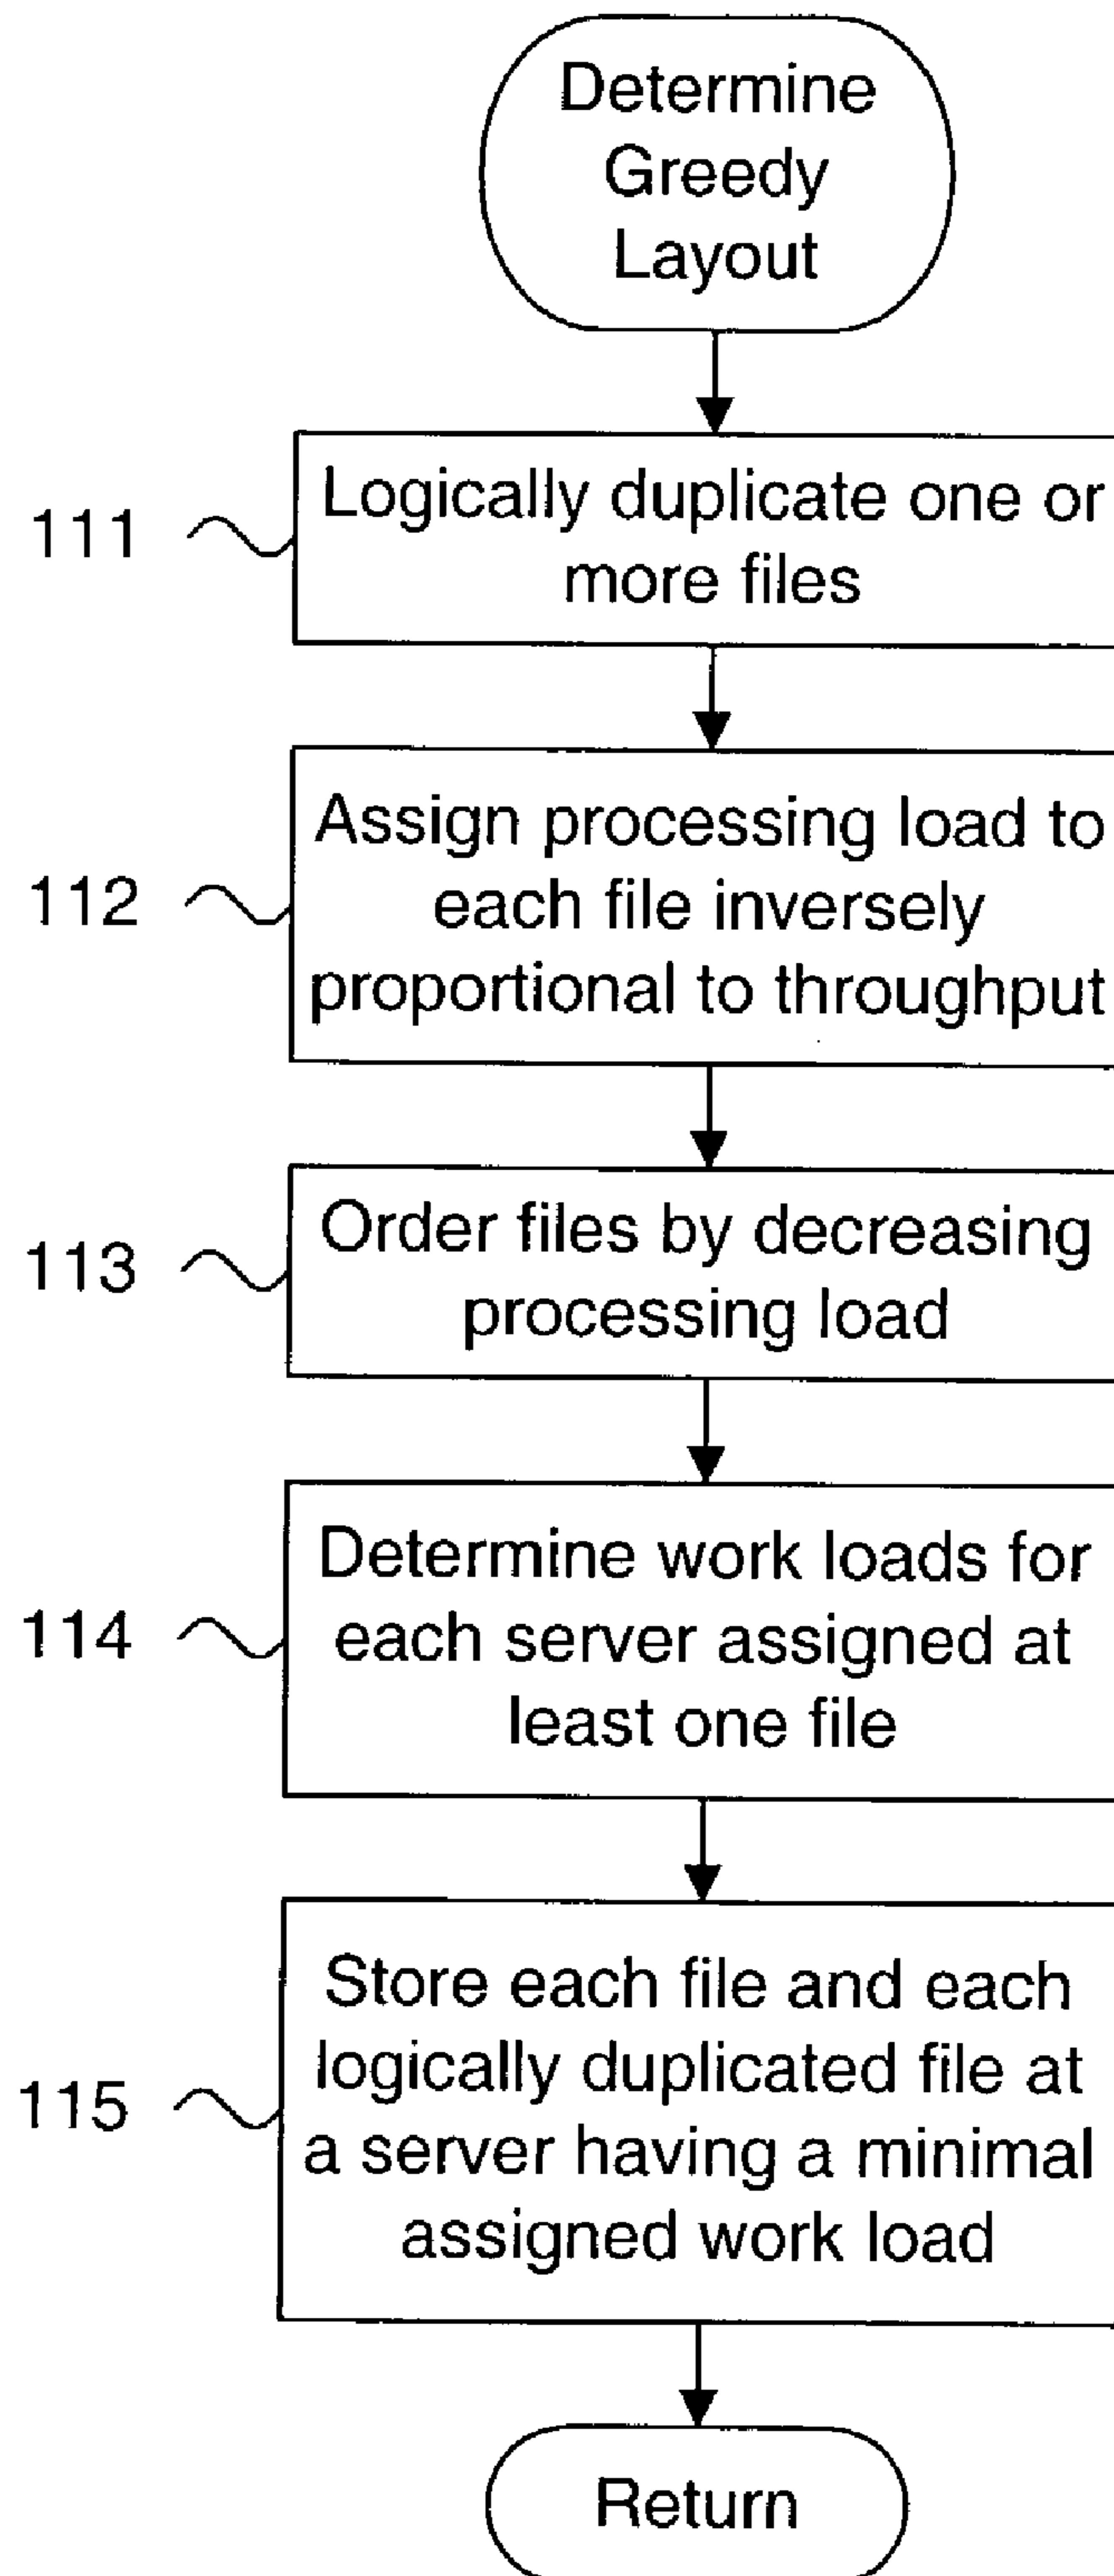 Determine
Greedy
Layout
111
Logically duplicate one or
more files
112
Assign processing load to
each file inversely
proportional to throughput
113
Order files by decreasing
processing load
114
Determine work loads for
each server assigned at
least one file
115
Store each file and each
logically duplicated file at
a server having a minimal
assigned work load
Return